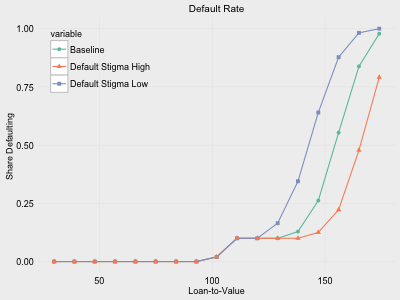 Default Rate
variable
Baseline
Default Stigma High
Default Stigma Low
Share Defaulting
1.00
0.75
0.50
0.25
0.00
50 100 150
Loan-to-Value